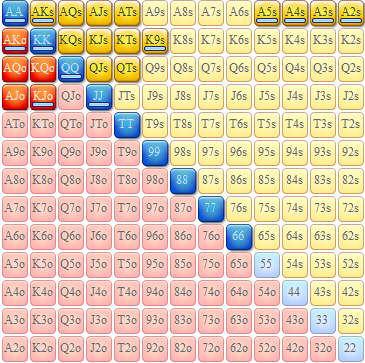 AA AKs AQs AJs ATs A9s A8s A7s A6s A5s A4s A3s A2s
AKo KK KQs KJs KTs K9s K8s K7s K6s K5s K4s K3s K2s
AQo KQo QQ QJs QTs Q9s Q8s Q7s Q6s Q5s Q4s Q3s Q2s
AJo KJo QJo JJ JTs J9s J8s J7s J6s J5s J4s J3s J2s
ATo KTo QTo JTo TT T9s T8s T7s T6s T5s T4s T3s T2s
A9o K9o Q9o J9o T9o 99 98s 97s 96s 95s 94s 93s 92s
A8o K8o Q8o J8o T8o 98o 88 87s 86s 85s 84s 83s 82s
A7o K7o Q7o J7o T7o 97o 87o 77 76s 75s 74s 73s 72s
A6o K6o Q6o J6o T6o 96o 86o 76o 66 65s 64s 63s 62s
A5o K5o Q5o J5o T5o 95o 85o 75o 65o 55 54s 53s 52s
A4o K4o Q4o J4o T4o 94o 84o 74o 64o 54o 44 43s 42s
A3o K3o Q3o J3o T3o 93o 83o 73o 63o 53o 43o 33 32s
A2o K2o Q2o J2o T2o 92o 82o 72o 62o 52o 42o 32o 22